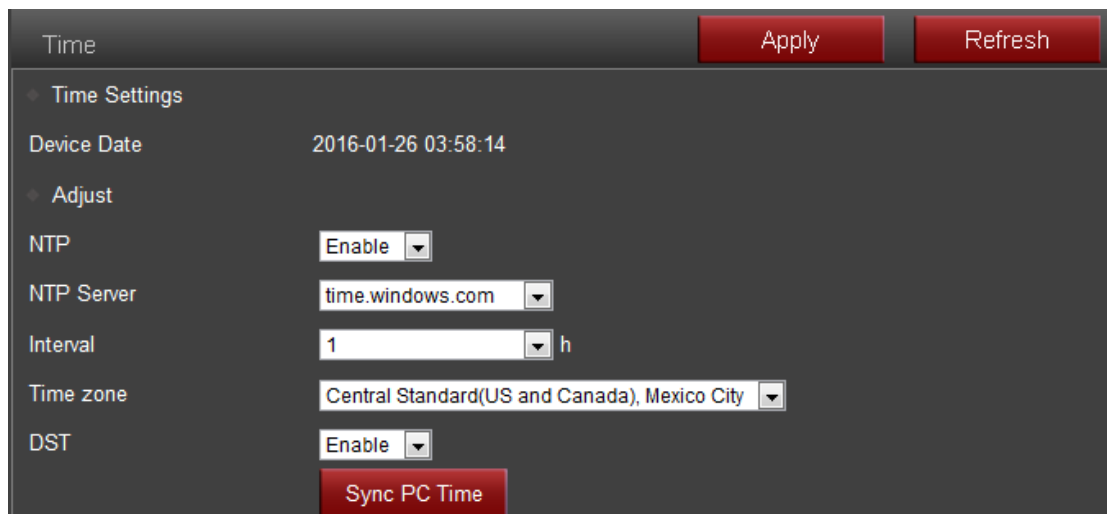 Time Apply Refresh
Time Settings
Device Date 2016-01-26 03:58:14
Adjust
NTP Enable
NTP Server time.windows.com
Interval 1 h
Time zone Central Standard(US and Canada), Mexico City
DST Enable
Sync PC Time